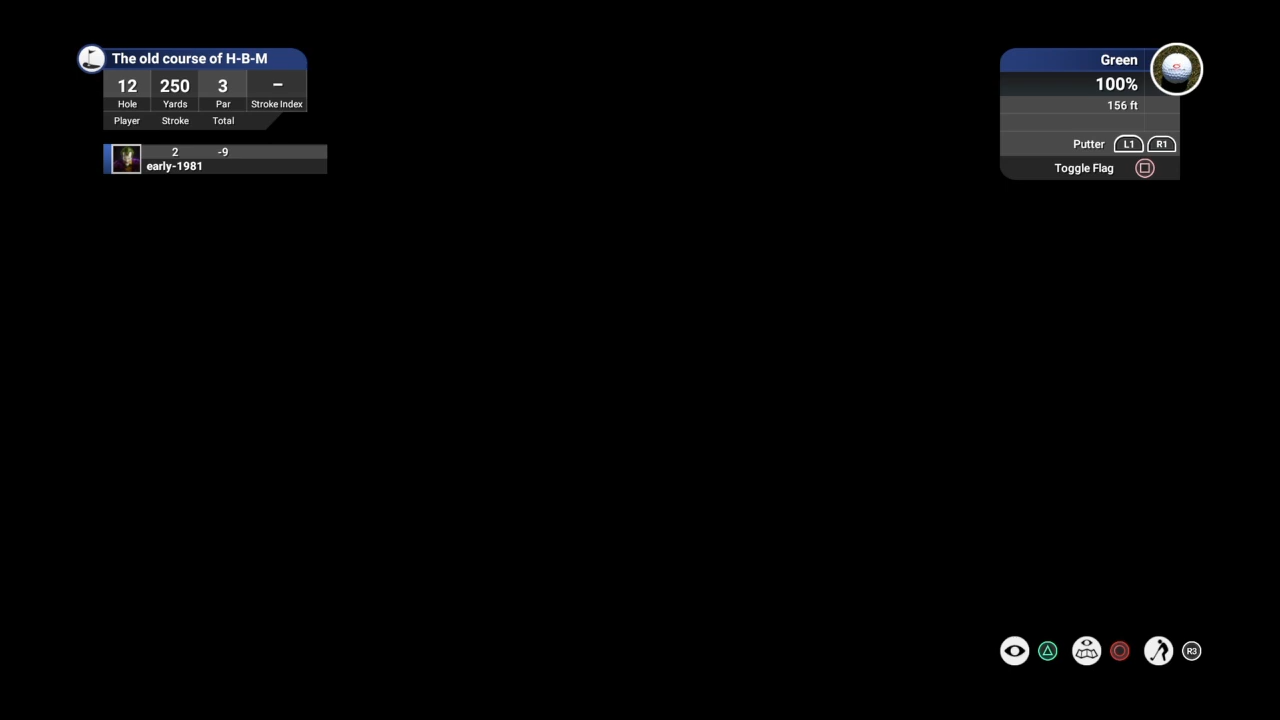 The old course of H-B-M
12 250 3 –
Hole Yards Par Stroke Index
Player Stroke Total
2 -9
early-1981
Green
100%
156 ft
Putter L1 R1
Toggle Flag
R3